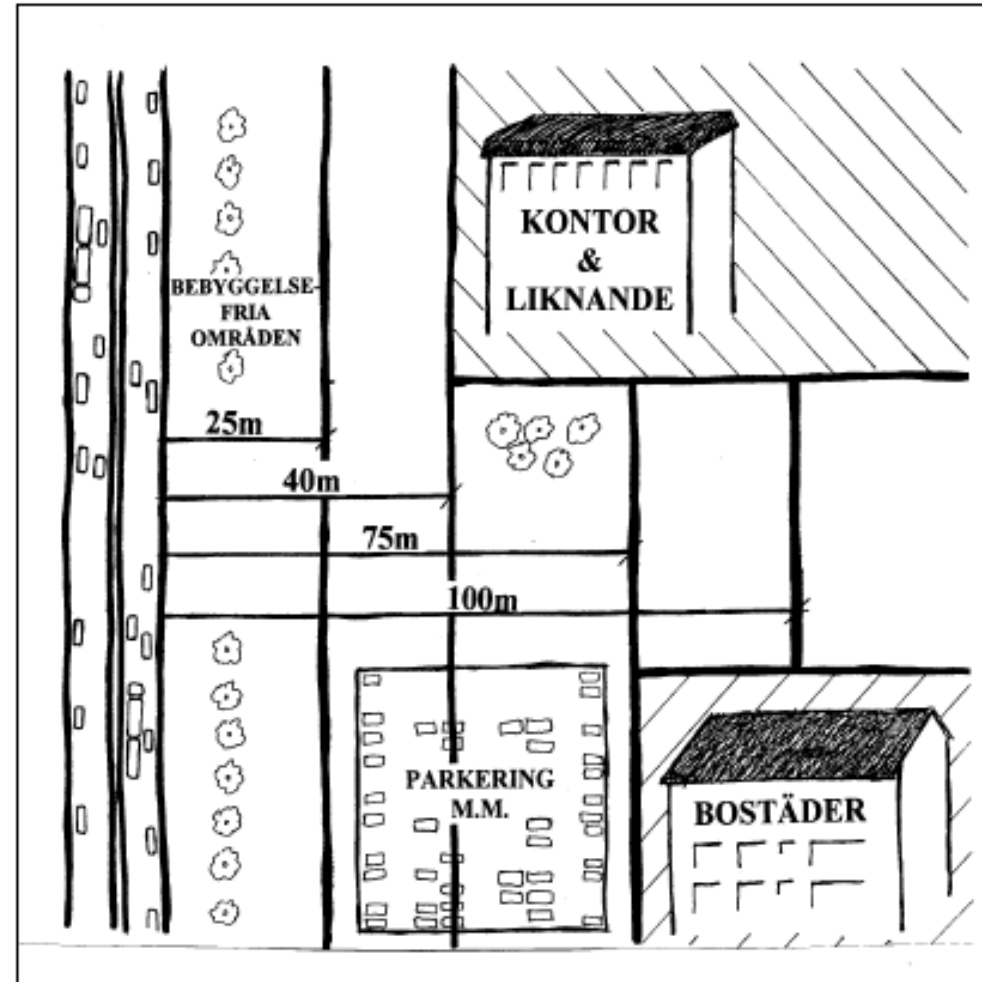 KONTOR
&
LIKNANDE
BEBYGGELSE-
FRIA
OMRÅDEN
25m
40m
75m
100m
PARKERING
M.M.
BOSTÄDER